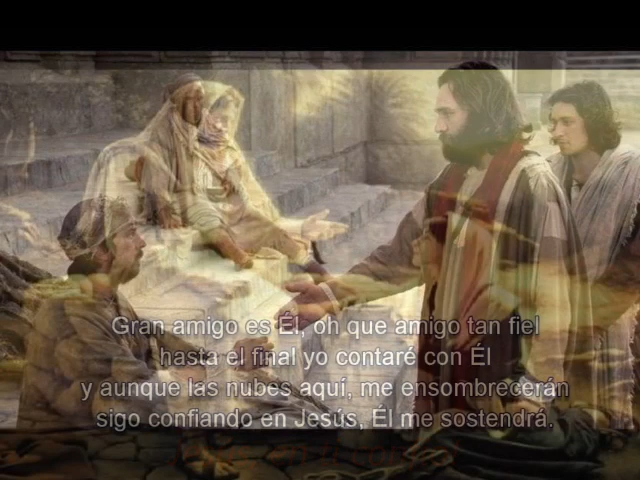 Gran amigo es Él, oh que amigo tan fiel
hasta el final yo contaré con Él
y aunque las nubes aquí, me ensombrecerán
sigo confiando en Jesús, Él me sostendrá.